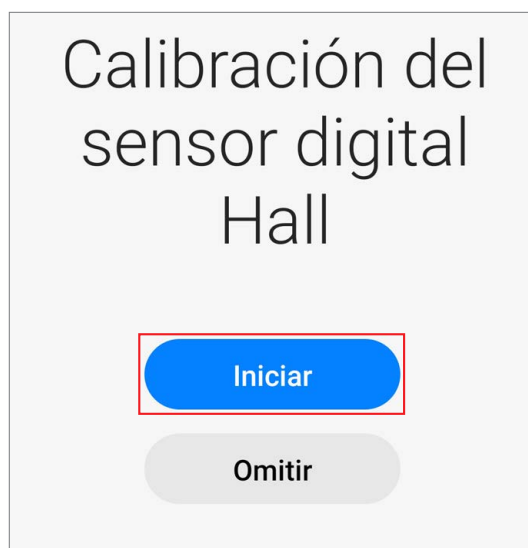 Calibración del
sensor digital
Hall
Iniciar
Omitir